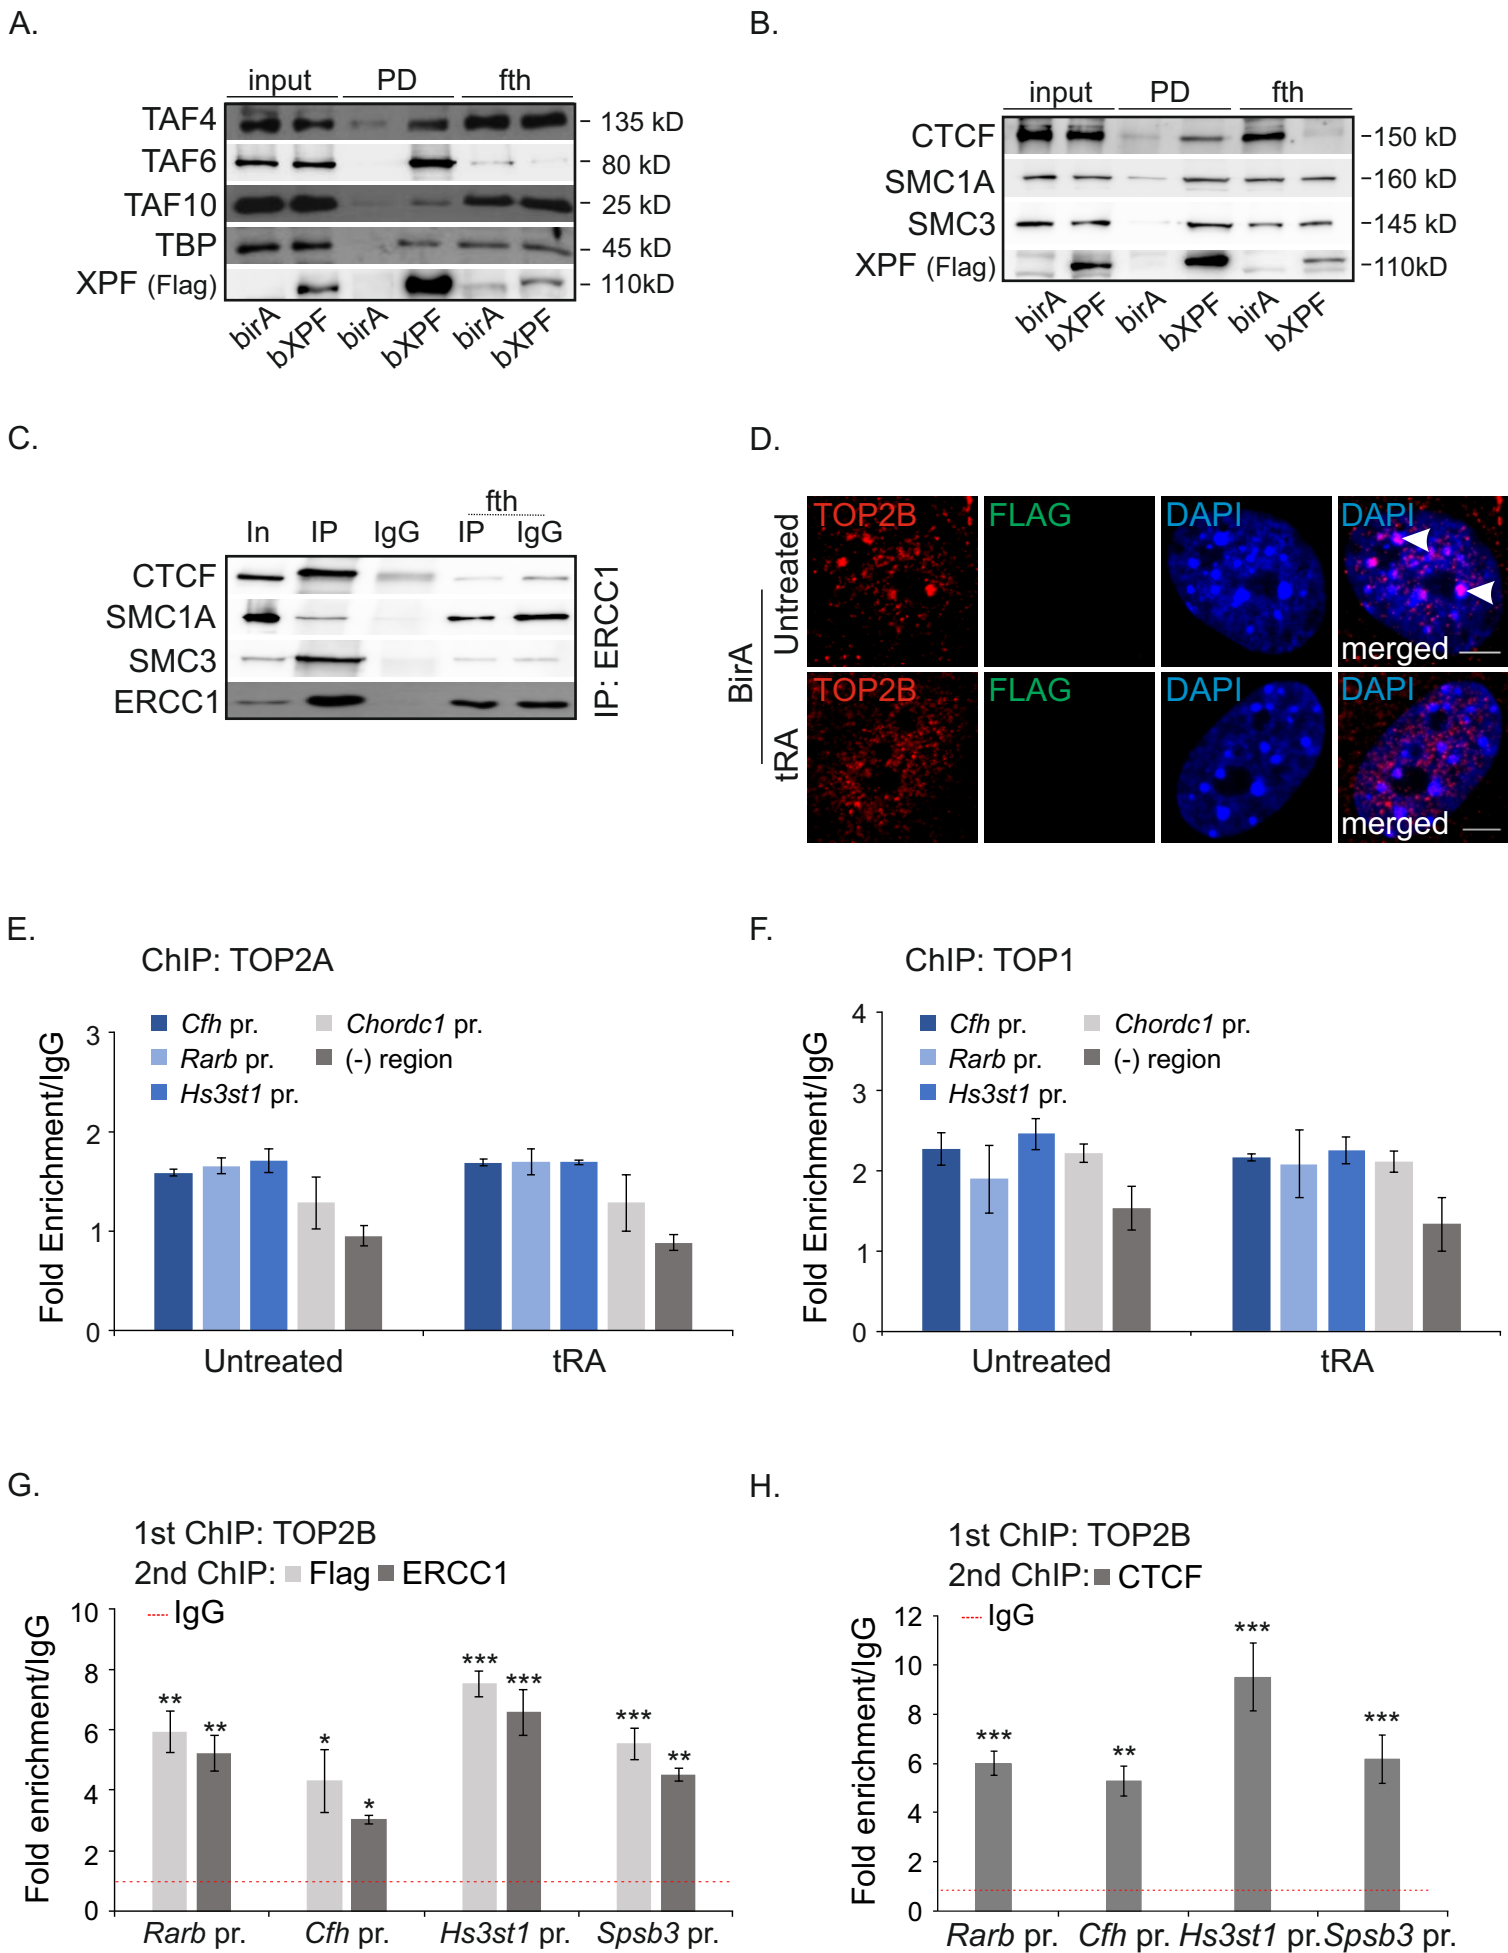 A.
input PD fth
TAF4 - 135 kD
TAF6 - 80 kD
TAF10 - 25 kD
TBP - 45 kD
XPF (Flag) - 110kD
birA bXPF birA bXPF birA bXPF
B.
input PD fth
CTCF -150 kD
SMC1A -160 kD
SMC3 -145 kD
XPF (Flag) -110kD
birA bXPF birA bXPF birA bXPF
C.
fth
In IP IgG IP IgG
CTCF
SMC1A
SMC3
ERCC1
IP: ERCC1
D.
BirA
Untreated
TOP2B FLAG DAPI DAPI
merged
tRA
TOP2B FLAG DAPI DAPI
merged
E.
ChIP: TOP2A
Cfh pr. Chordc1 pr.
Rarb pr. (-) region
Hs3st1 pr.
Fold Enrichment/IgG
3
2
1
0
Untreated tRA
F.
ChIP: TOP1
Cfh pr. Chordc1 pr.
Rarb pr. (-) region
Hs3st1 pr.
Fold Enrichment/IgG
4
3
2
1
0
Untreated tRA
G.
1st ChIP: TOP2B
2nd ChIP: Flag ERCC1
IgG
Fold enrichment/IgG
10
8
6
4
2
0
** ** * * *** *** *** **
Rarb pr. Cfh pr. Hs3st1 pr. Spsb3 pr.
H.
1st ChIP: TOP2B
2nd ChIP: CTCF
IgG
Fold enrichment/IgG
12
10
8
6
4
2
0
*** ** *** ***
Rarb pr. Cfh pr. Hs3st1 pr. Spsb3 pr.